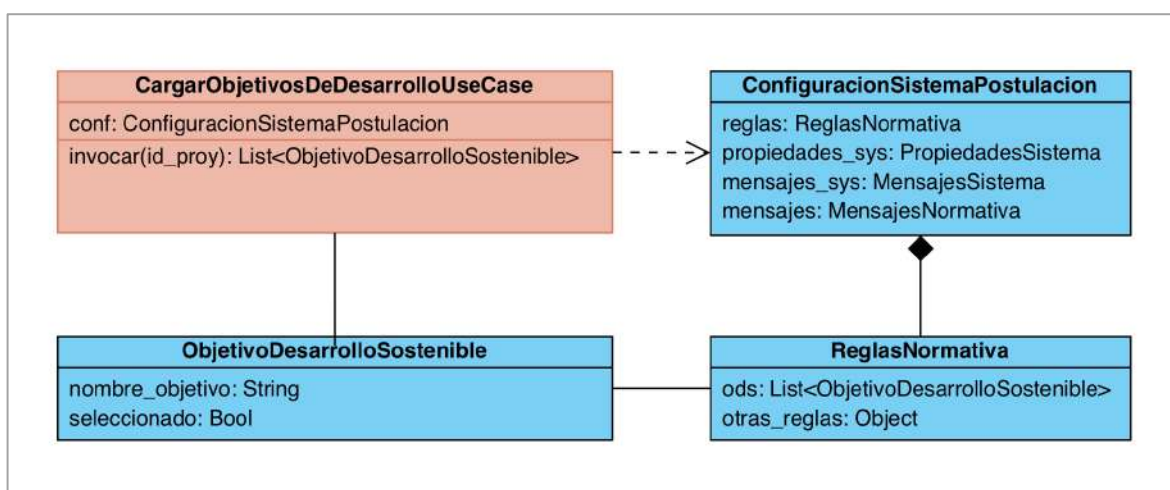 CargarObjetivosDeDesarrolloUseCase
conf: ConfiguracionSistemaPostulacion
invocar(id_proy): List<ObjetivoDesarrolloSostenible>
ConfiguracionSistemaPostulacion
reglas: ReglasNormativa
propiedades_sys: PropiedadesSistema
mensajes_sys: MensajesSistema
mensajes: MensajesNormativa
ObjetivoDesarrolloSostenible
nombre_objetivo: String
seleccionado: Bool
ReglasNormativa
ods: List<ObjetivoDesarrolloSostenible>
otras_reglas: Object